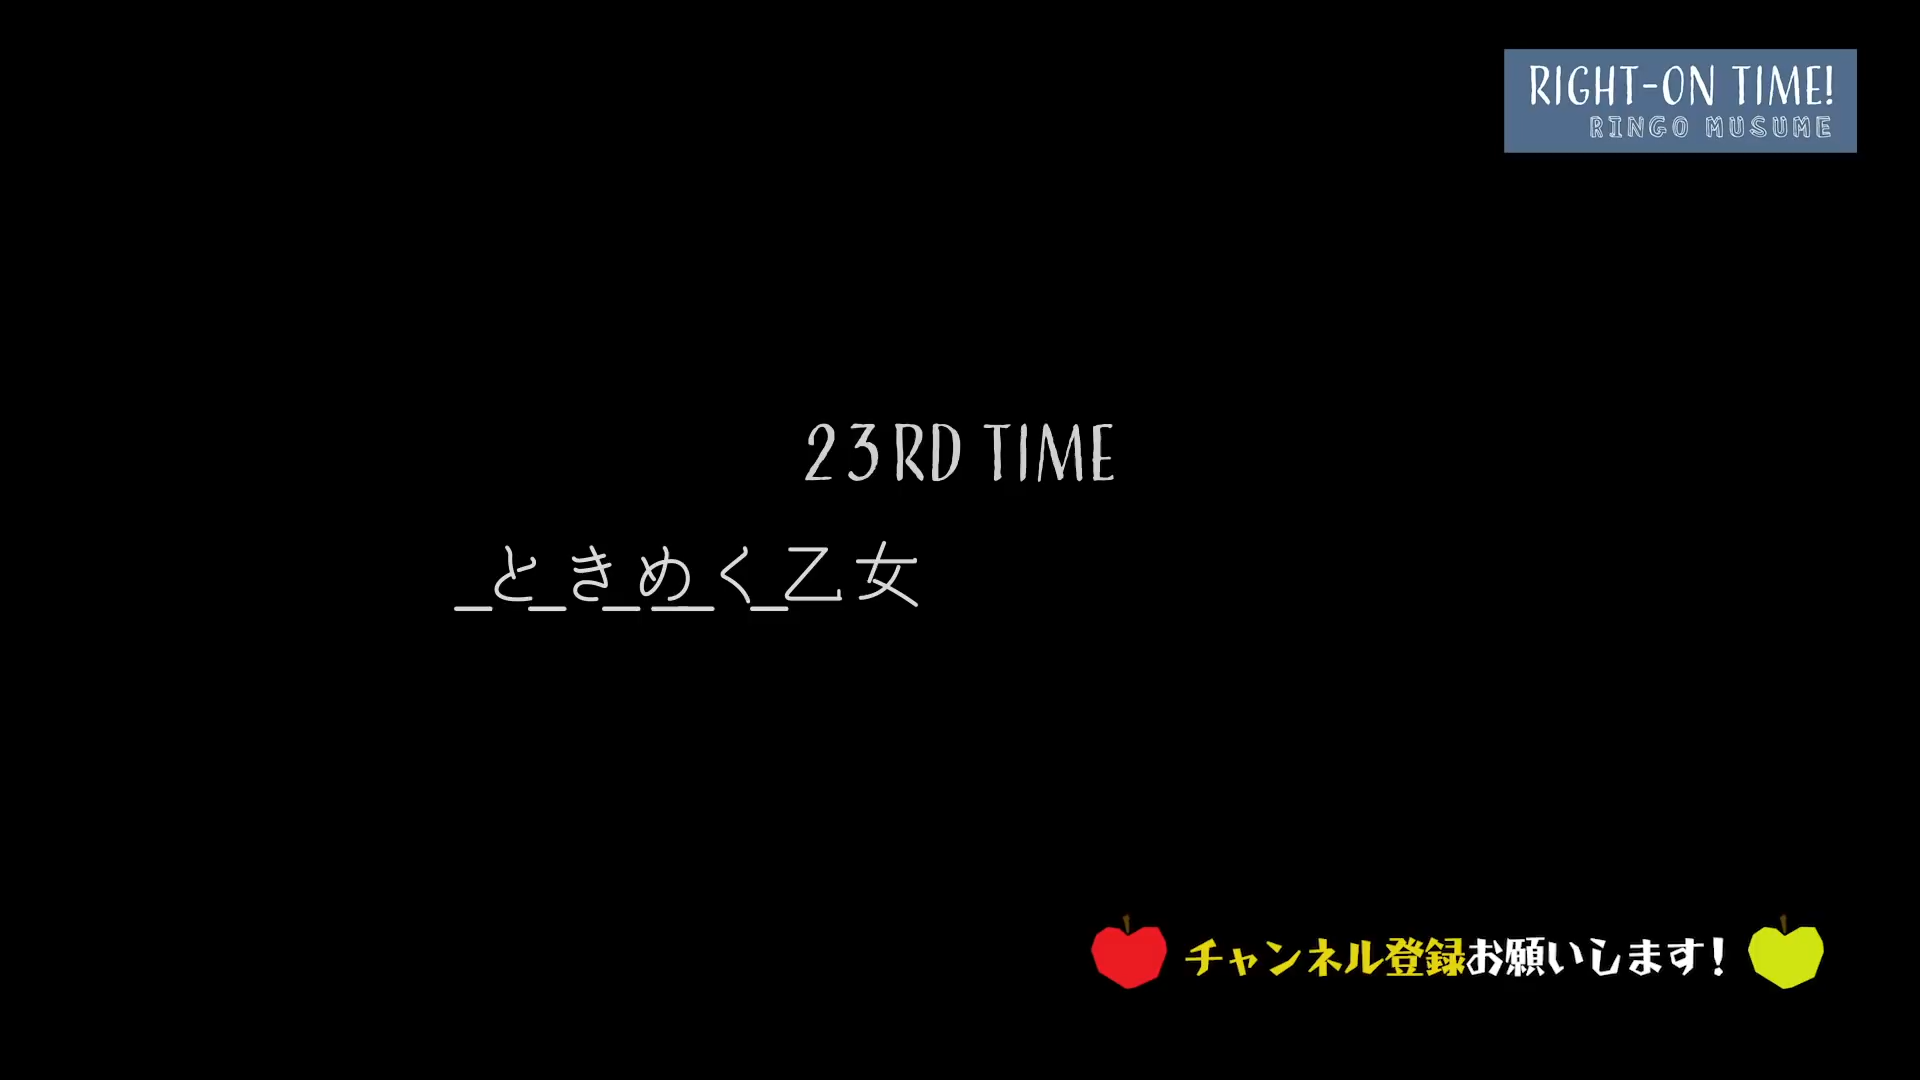 RIGHT-ON TIME!
RINGO MUSUME
23RD TIME
_と_き_め_く_乙女
チャンネル登録お願いします!